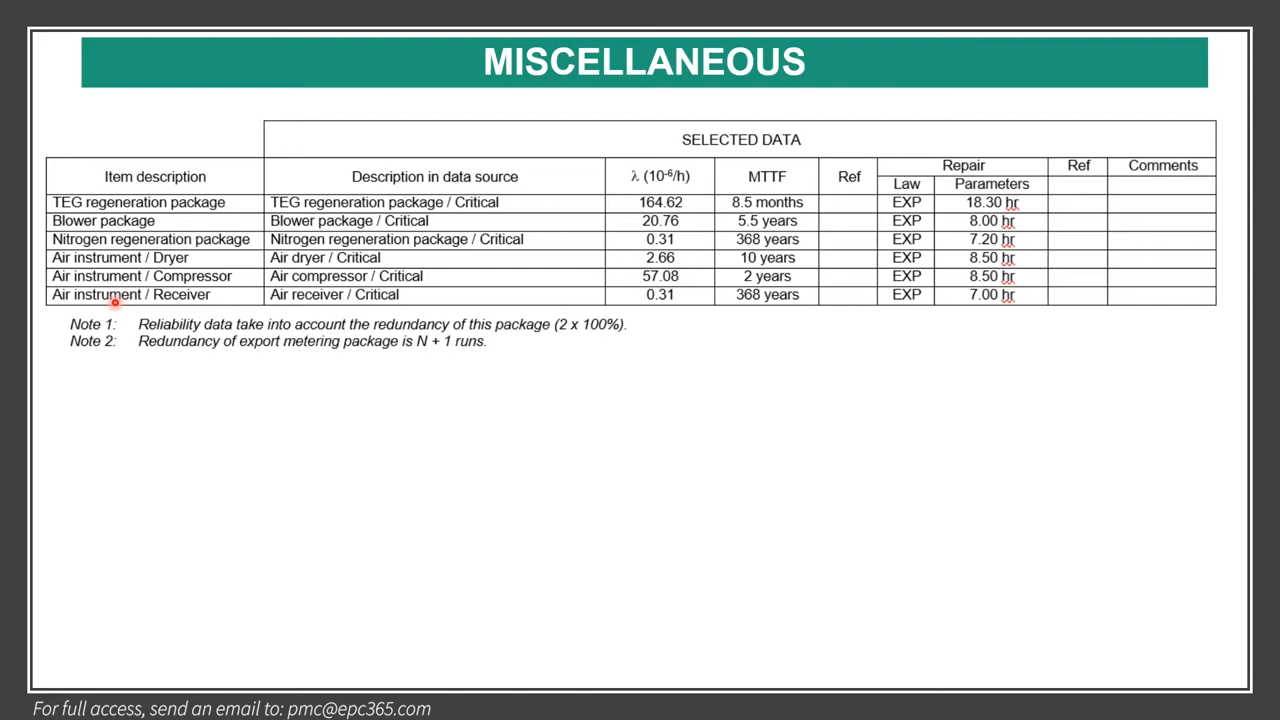 MISCELLANEOUS
SELECTED DATA
Item description Description in data source λ (10-6/h) MTTF Ref Repair Ref Comments
Law Parameters
TEG regeneration package TEG regeneration package / Critical 164.62 8.5 months EXP 18.30 hr
Blower package Blower package / Critical 20.76 5.5 years EXP 8.00 hr
Nitrogen regeneration package Nitrogen regeneration package / Critical 0.31 368 years EXP 7.20 hr
Air instrument / Dryer Air dryer / Critical 2.66 10 years EXP 8.50 hr
Air instrument / Compressor Air compressor / Critical 57.08 2 years EXP 8.50 hr
Air instrument / Receiver Air receiver / Critical 0.31 368 years EXP 7.00 hr
Note 1: Reliability data take into account the redundancy of this package (2 x 100%).
Note 2: Redundancy of export metering package is N + 1 runs.
For full access, send an email to: pmc@epc365.com